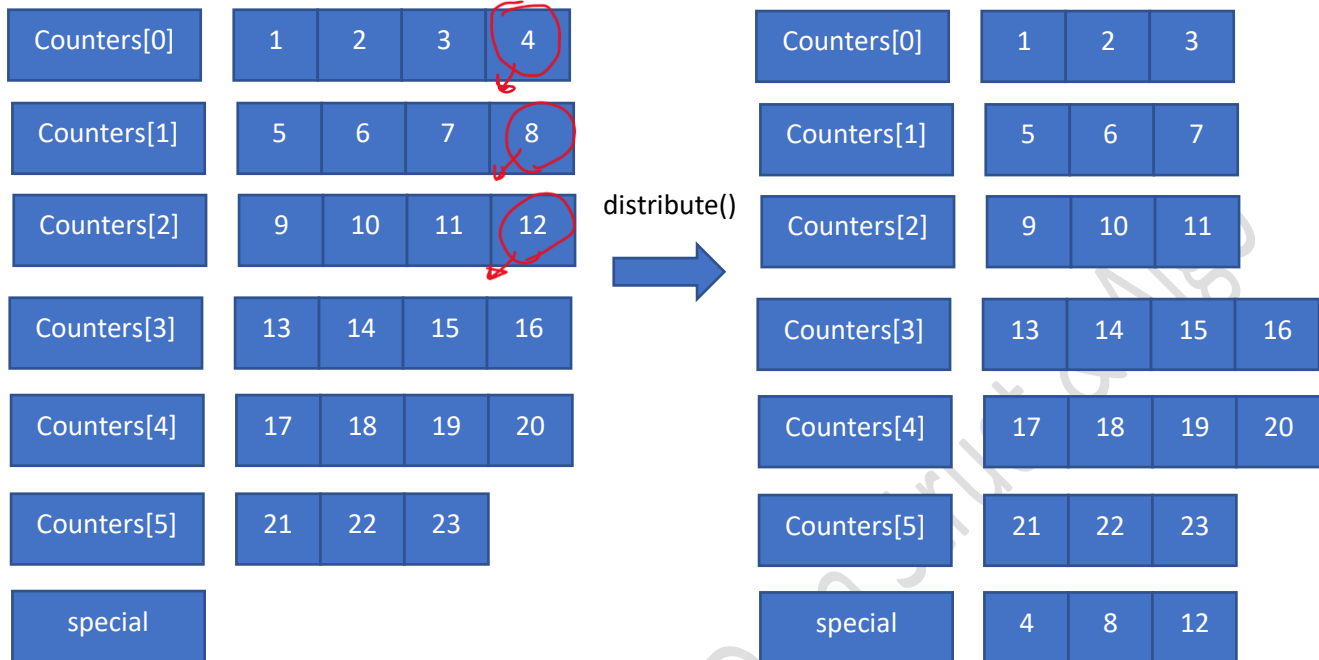 Counters[0] 1 2 3 4
Counters[1] 5 6 7 8
Counters[2] 9 10 11 12
Counters[3] 13 14 15 16
Counters[4] 17 18 19 20
Counters[5] 21 22 23
special
distribute()
Counters[0] 1 2 3
Counters[1] 5 6 7
Counters[2] 9 10 11
Counters[3] 13 14 15 16
Counters[4] 17 18 19 20
Counters[5] 21 22 23
special 4 8 12